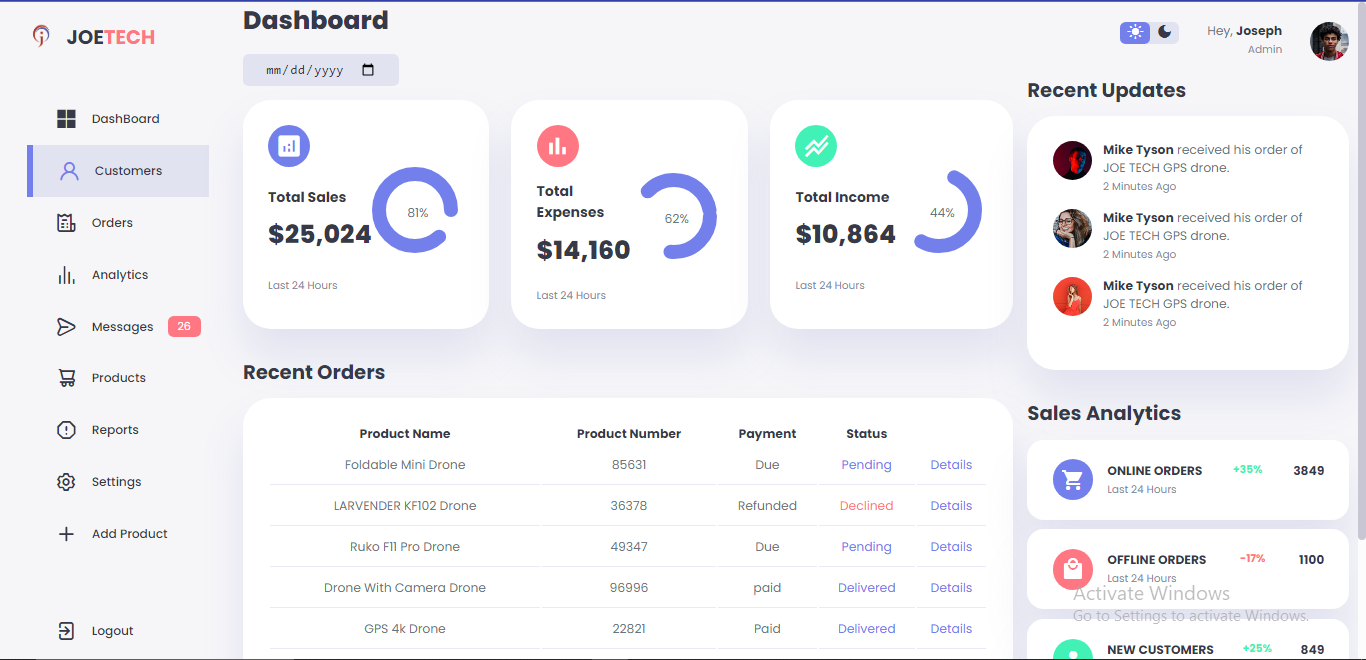 JOETECH
DashBoard
Customers
Orders
Analytics
Messages 26
Products
Reports
Settings
Add Product
Logout
Dashboard
mm/dd/yyyy
Total Sales
$25,024
81%
Last 24 Hours
Total
Expenses
$14,160
62%
Last 24 Hours
Total Income
$10,864
44%
Last 24 Hours
Recent Orders
Product Name Product Number Payment Status
Foldable Mini Drone 85631 Due Pending Details
LARVENDER KF102 Drone 36378 Refunded Declined Details
Ruko F11 Pro Drone 49347 Due Pending Details
Drone With Camera Drone 96996 paid Delivered Details
GPS 4k Drone 22821 Paid Delivered Details
Hey, Joseph
Admin
Recent Updates
Mike Tyson received his order of
JOE TECH GPS drone.
2 Minutes Ago
Mike Tyson received his order of
JOE TECH GPS drone.
2 Minutes Ago
Mike Tyson received his order of
JOE TECH GPS drone.
2 Minutes Ago
Sales Analytics
ONLINE ORDERS +35% 3849
Last 24 Hours
OFFLINE ORDERS -17% 1100
Last 24 Hours
Activate Windows
Go to Settings to activate Windows.
NEW CUSTOMERS +25% 849